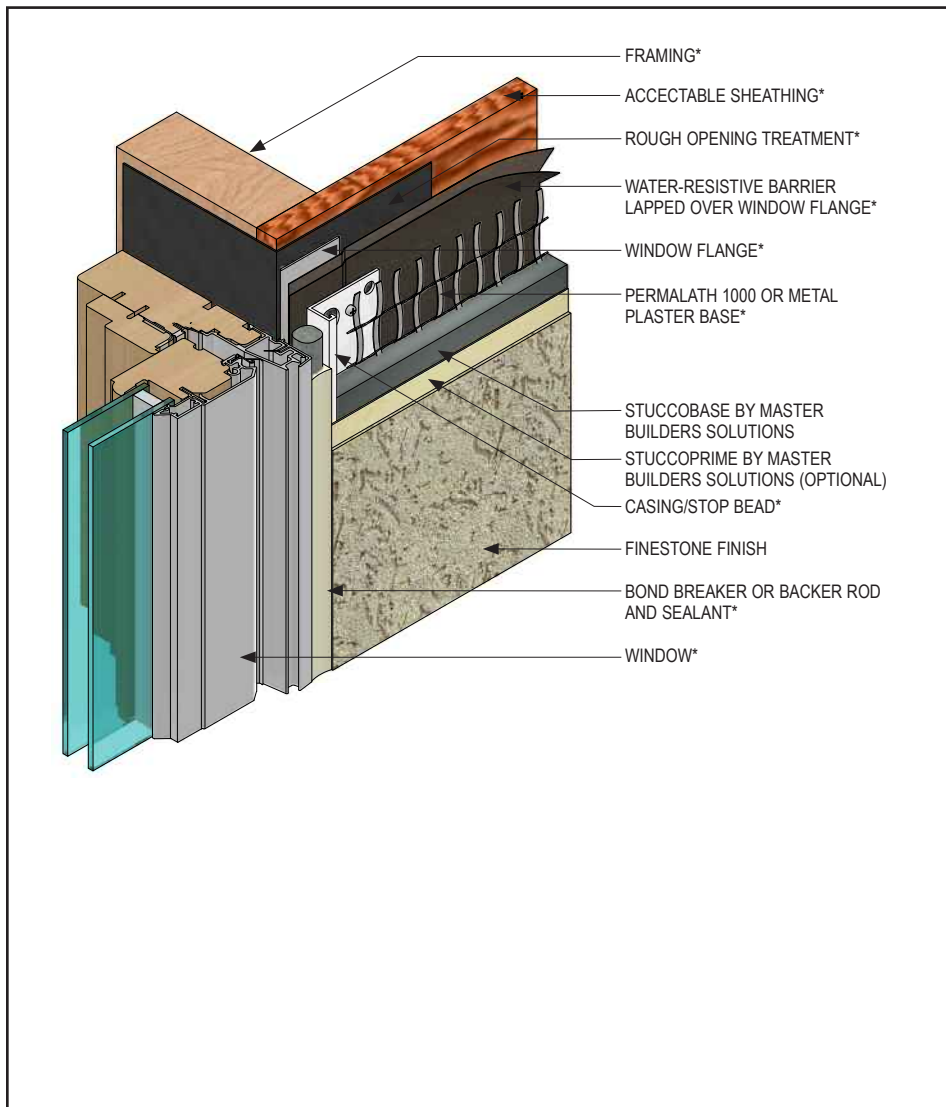 FRAMING*
ACCECTABLE SHEATHING*
ROUGH OPENING TREATMENT*
WATER-RESISTIVE BARRIER
LAPPED OVER WINDOW FLANGE*
WINDOW FLANGE*
PERMALATH 1000 OR METAL
PLASTER BASE*
STUCCOBASE BY MASTER
BUILDERS SOLUTIONS
STUCCOPRIME BY MASTER
BUILDERS SOLUTIONS (OPTIONAL)
CASING/STOP BEAD*
FINESTONE FINISH
BOND BREAKER OR BACKER ROD
AND SEALANT*
WINDOW*